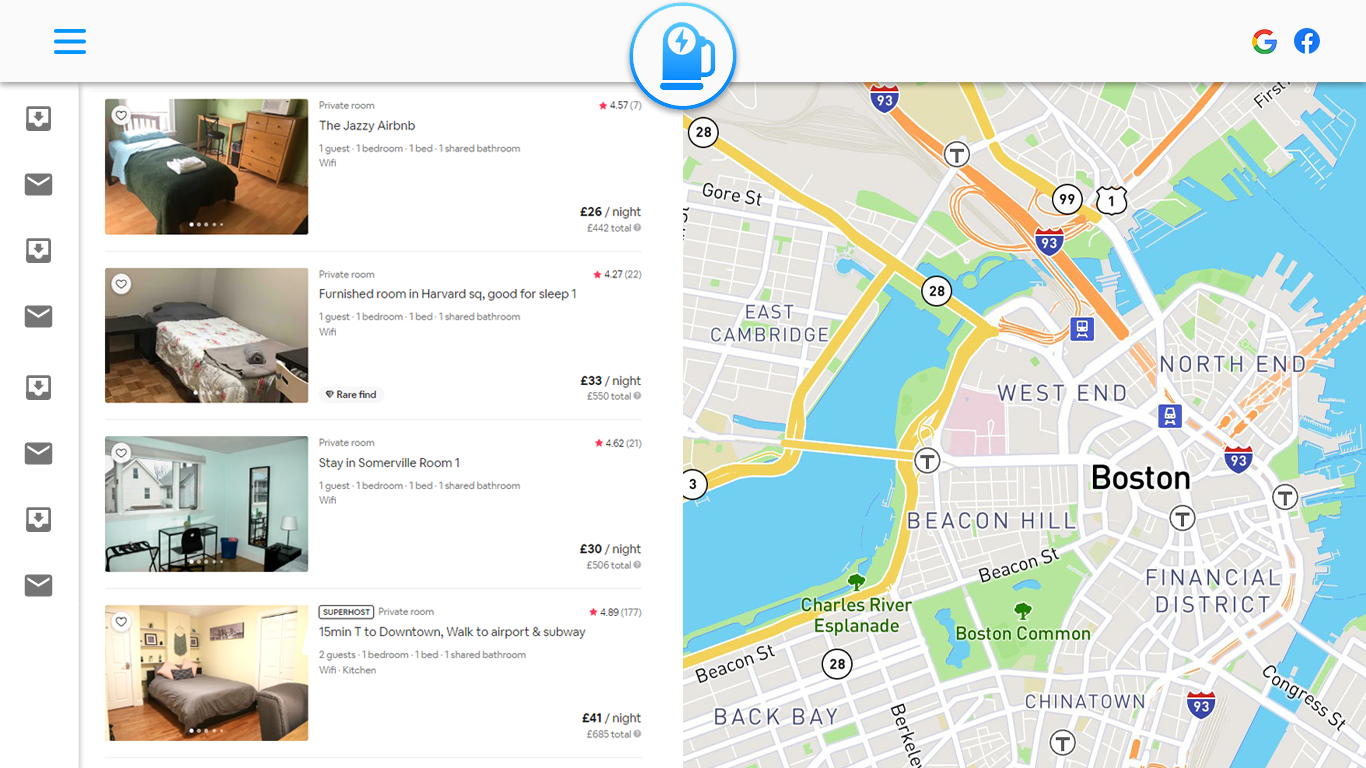 Private room
4.57 (7)
The Jazzy Airbnb
1 guest · 1 bedroom · 1 bed · 1 shared bathroom
Wifi
£26 / night
£442 total
Private room
4.27 (22)
Furnished room in Harvard sq, good for sleep 1
1 guest · 1 bedroom · 1 bed · 1 shared bathroom
Wifi
Rare find
£33 / night
£550 total
Private room
4.62 (21)
Stay in Somerville Room 1
1 guest · 1 bedroom · 1 bed · 1 shared bathroom
Wifi
£30 / night
£506 total
SUPERHOST Private room
4.89 (177)
15min T to Downtown, Walk to airport & subway
2 guests · 1 bedroom · 1 bed · 1 shared bathroom
Wifi · Kitchen
£41 / night
£685 total
93
First
28
T
Gore St
99
1
93
28
EAST
CAMBRIDGE
NORTH END
WEST END
93
T
3
Boston
T
T
BEACON HILL
Beacon St
FINANCIAL
DISTRICT
Charles River
Esplanade
Boston Common
Beacon St
28
Congress St
CHINATOWN
93
BACK BAY
Berkele
T